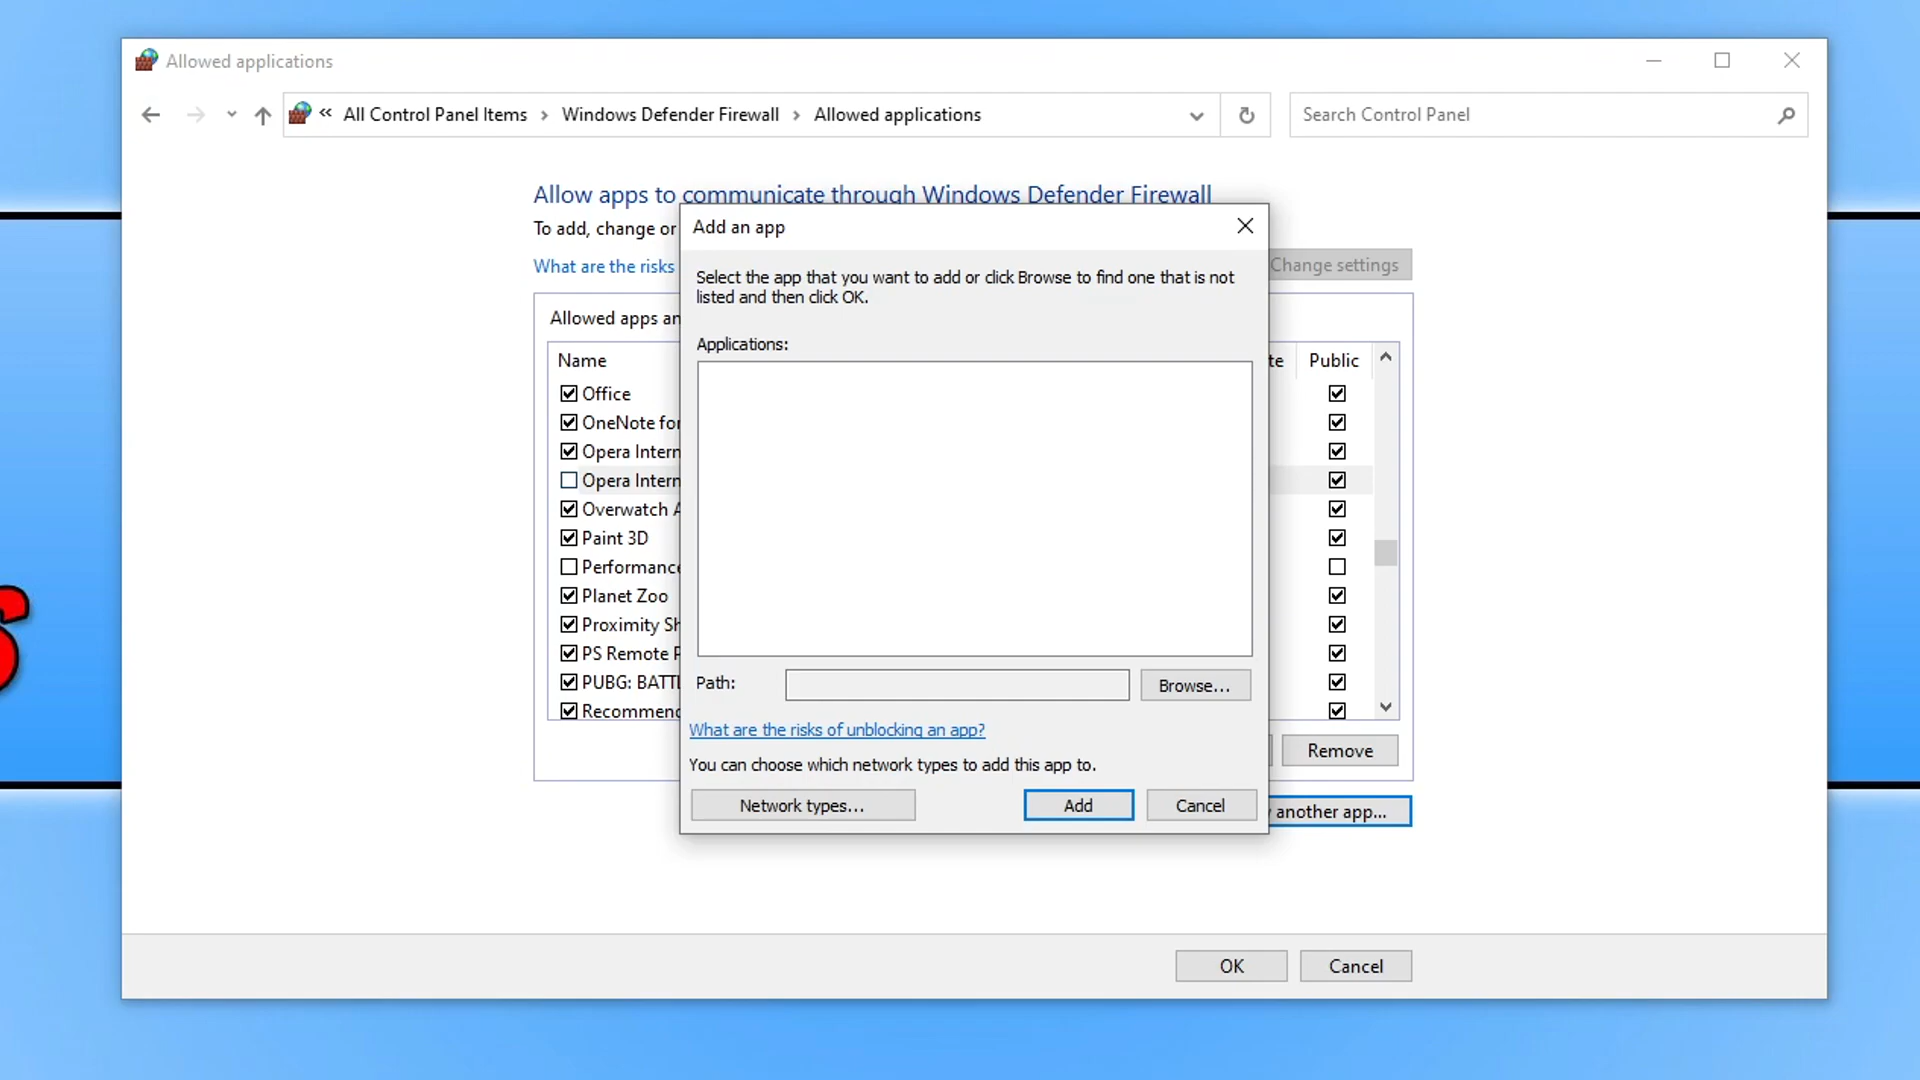 Allowed applications
« All Control Panel Items › Windows Defender Firewall › Allowed applications
Search Control Panel
Allow apps to communicate through Windows Defender Firewall
To add, change or
What are the risks
Change settings
Allowed apps an
Name
te
Public
Office
OneNote for
Opera Intern
Opera Intern
Overwatch A
Paint 3D
Performance
Planet Zoo
Proximity Sh
PS Remote P
PUBG: BATTL
Recommend
Remove
another app...
Add an app
Select the app that you want to add or click Browse to find one that is not
listed and then click OK.
Applications:
Path:
Browse...
What are the risks of unblocking an app?
You can choose which network types to add this app to.
Network types...
Add
Cancel
OK
Cancel